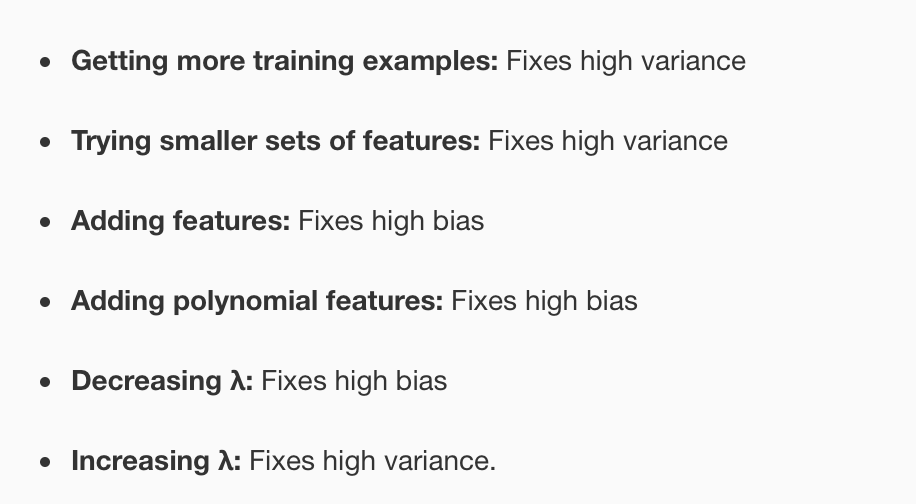 • Getting more training examples: Fixes high variance
• Trying smaller sets of features: Fixes high variance
• Adding features: Fixes high bias
• Adding polynomial features: Fixes high bias
• Decreasing λ: Fixes high bias
• Increasing λ: Fixes high variance.